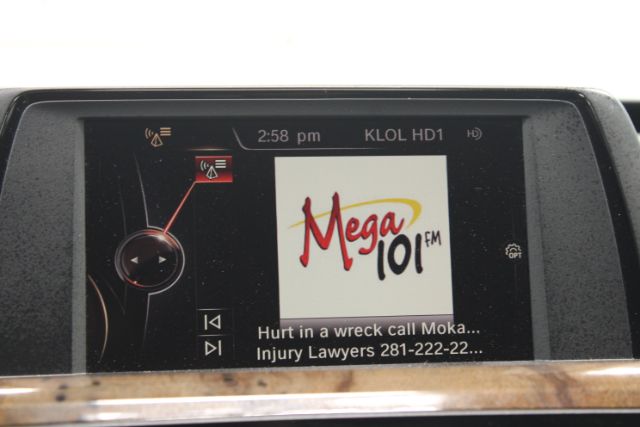 2:58 pm KLOL HD1 HD
Mega
101 FM
OPT
Hurt in a wreck call Moka...
Injury Lawyers 281-222-22...